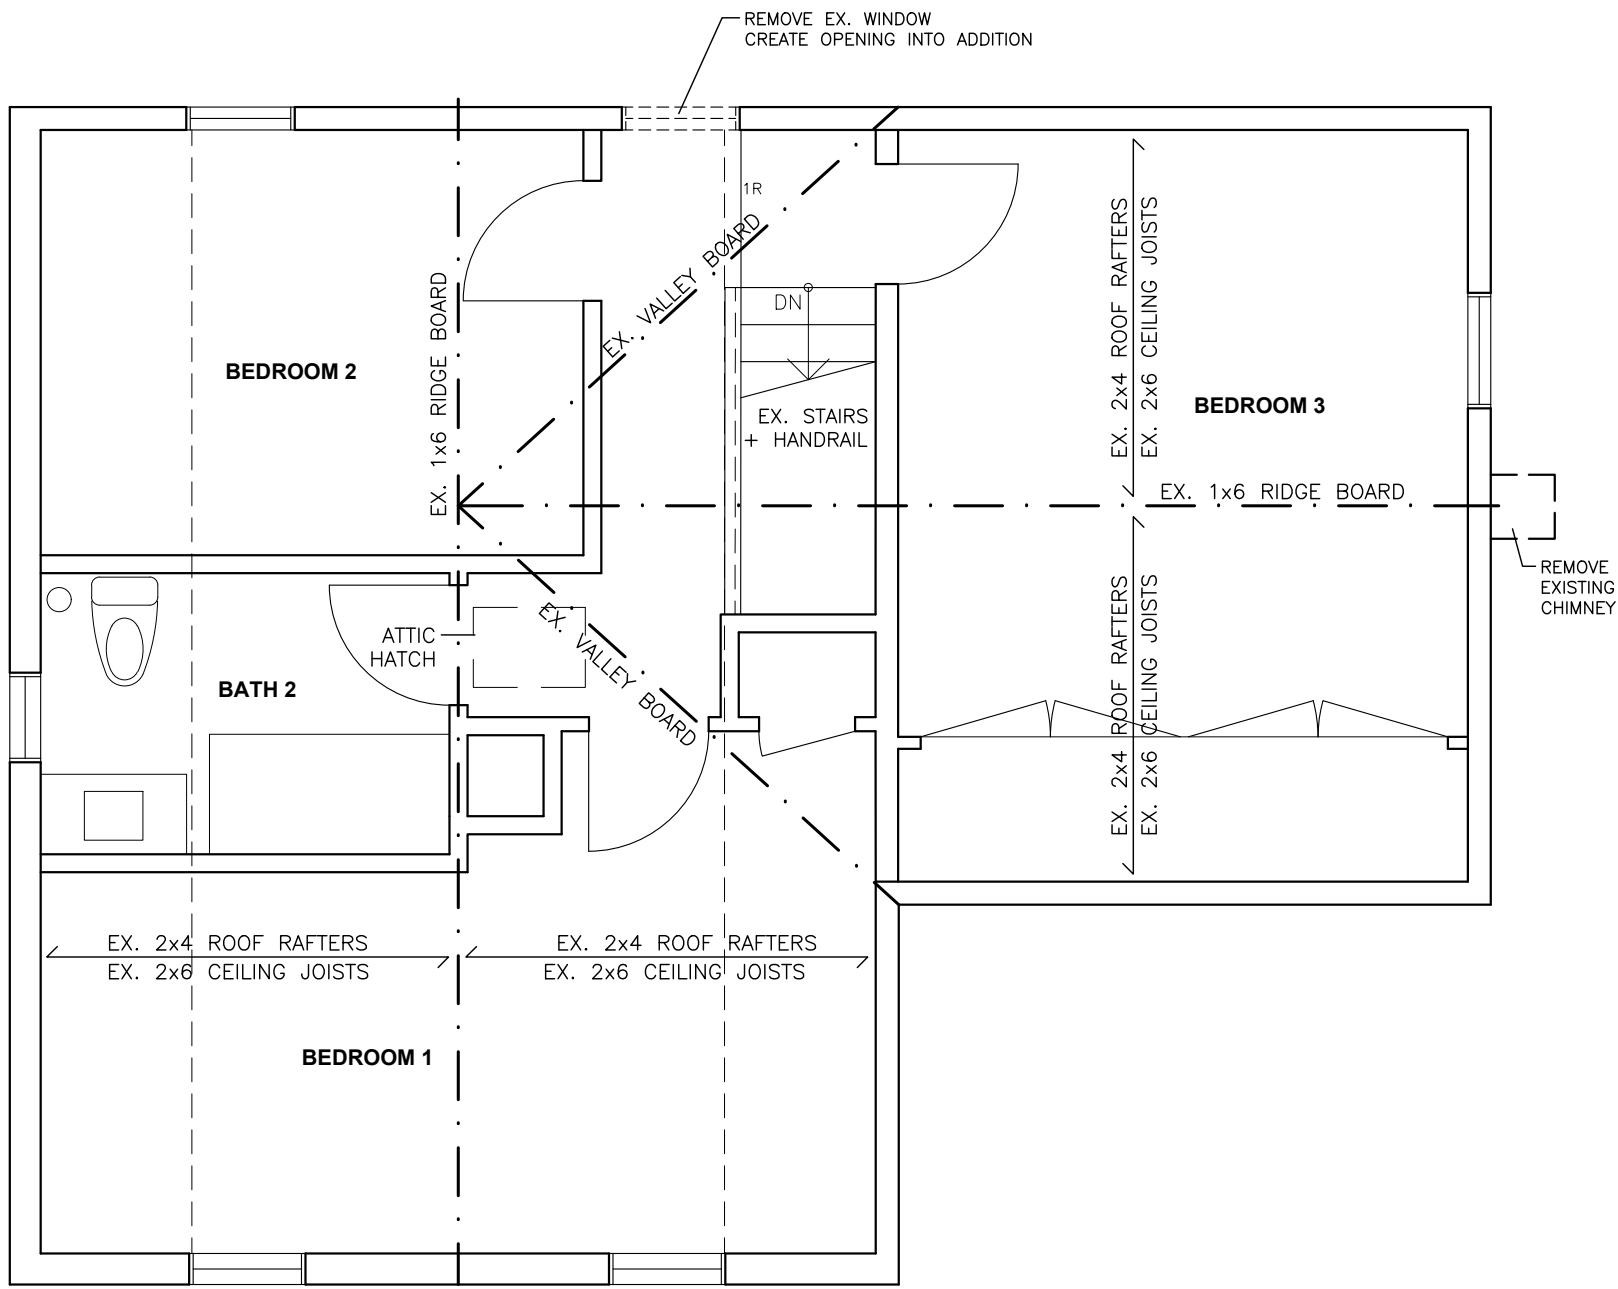 REMOVE EX. WINDOW
CREATE OPENING INTO ADDITION
1R
EX. VALLEY BOARD
EX. 1x6 RIDGE BOARD
DN
BEDROOM 2
EX. STAIRS
+ HANDRAIL
EX. 2x4 ROOF RAFTERS
EX. 2x6 CEILING JOISTS
BEDROOM 3
EX. 1x6 RIDGE BOARD
REMOVE
EXISTING
CHIMNEY
ATTIC
HATCH
EX. VALLEY BOARD
BATH 2
EX. 2x4 ROOF RAFTERS
EX. 2x6 CEILING JOISTS
EX. 2x4 ROOF RAFTERS
EX. 2x6 CEILING JOISTS
EX. 2x4 ROOF RAFTERS
EX. 2x6 CEILING JOISTS
BEDROOM 1